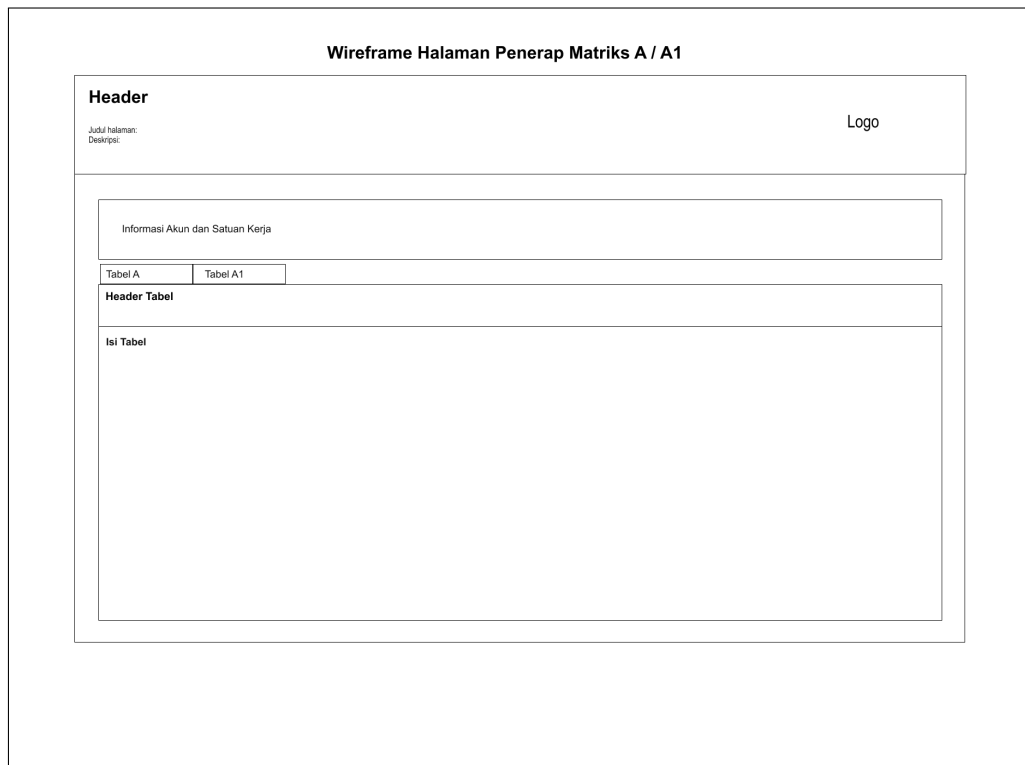 Wireframe Halaman Penerap Matriks A / A1
Header
Logo
Judul halaman:
Deskripsi:
Informasi Akun dan Satuan Kerja
Tabel A
Tabel A1
Header Tabel
Isi Tabel